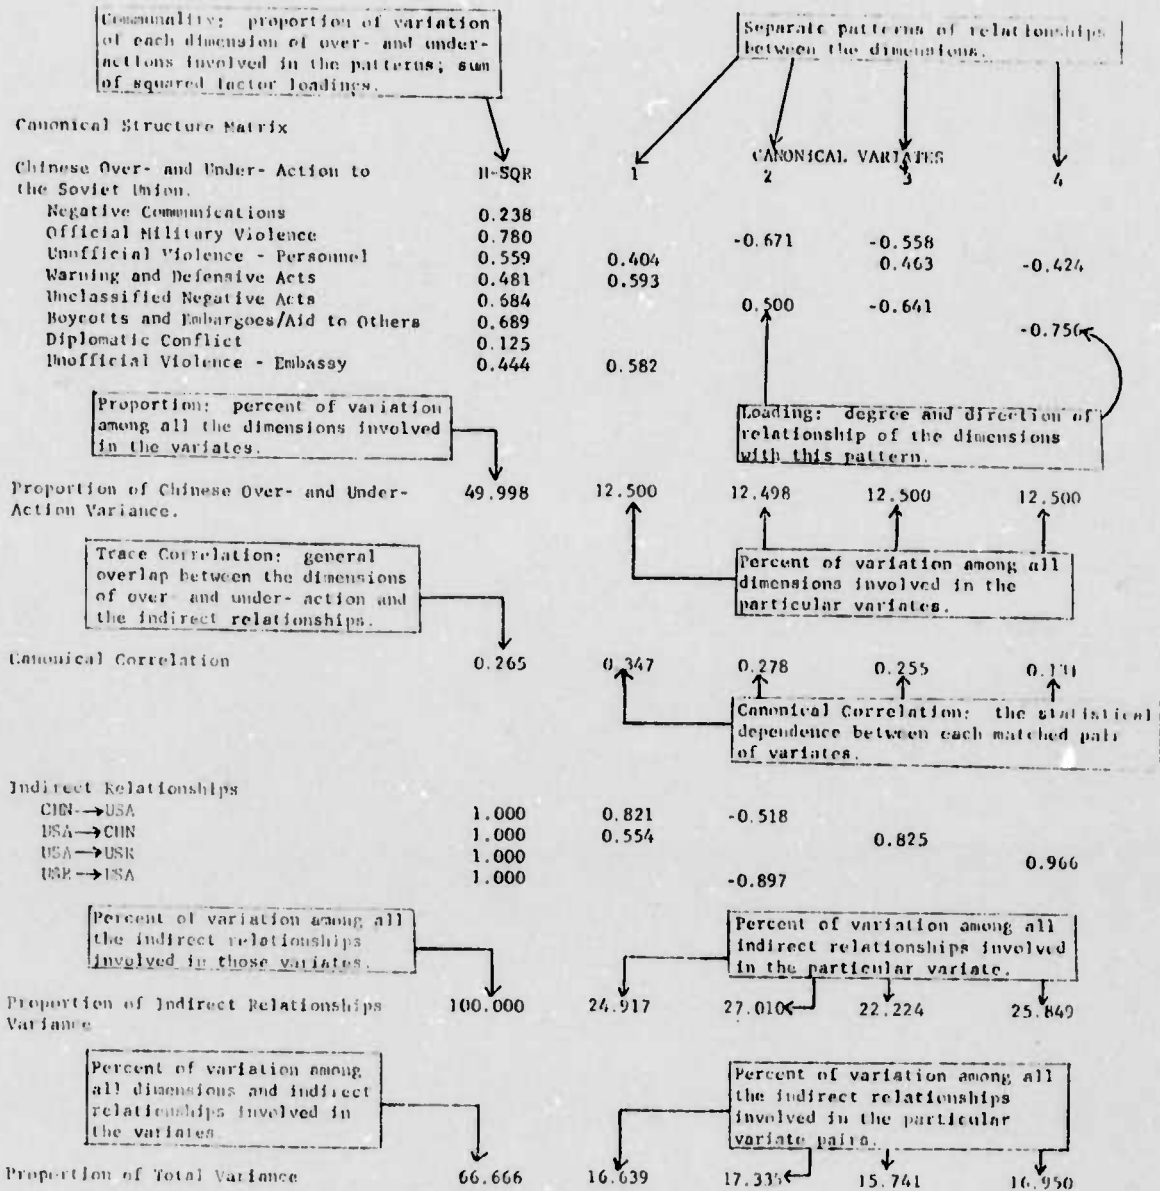 Communality: proportion of variation
of each dimension of over- and under-
actions involved in the patterns; sum
of squared factor loadings.
Separate patterns of relationships
between the dimensions.
Canonical Structure Matrix
CANONICAL VARIATES
Chinese Over- and Under- Action to H-SQR 1 2 3 4
the Soviet Union.
Negative Communications 0.238
Official Military Violence 0.780 -0.671 -0.558
Unofficial Violence - Personnel 0.559 0.404 0.463 -0.424
Warning and Defensive Acts 0.481 0.593
Unclassified Negative Acts 0.684 0.500 -0.641
Boycotts and Embargoes/Aid to Others 0.689 -0.756
Diplomatic Conflict 0.125
Unofficial Violence - Embassy 0.444 0.582
Proportion: percent of variation
among all the dimensions involved
in the variates.
Loading: degree and direction of
relationship of the dimensions
with this pattern.
Proportion of Chinese Over- and Under- 49.998 12.500 12.498 12.500 12.500
Action Variance.
Trace Correlation: general
overlap between the dimensions
of over- and under- action and
the indirect relationships.
Percent of variation among all
dimensions involved in the
particular variates.
Canonical Correlation 0.265 0.347 0.278 0.255
Canonical Correlation: the statistical
dependence between each matched pair
of variates.
Indirect Relationships
CHN→USA 1.000 0.821 -0.518
USA→CHN 1.000 0.554 0.825
USA→USR 1.000 0.966
USR→USA 1.000 -0.897
Percent of variation among all
the indirect relationships
involved in those variates.
Percent of variation among all
indirect relationships involved
in the particular variate.
Proportion of Indirect Relationships 100.000 24.917 27.010 22.224 25.849
Variance
Percent of variation among
all dimensions and indirect
relationships involved in
the variates
Percent of variation among all
the indirect relationships
involved in the particular
variate pairs.
Proportion of Total Variance 66.666 16.639 17.335 15.741 16.950